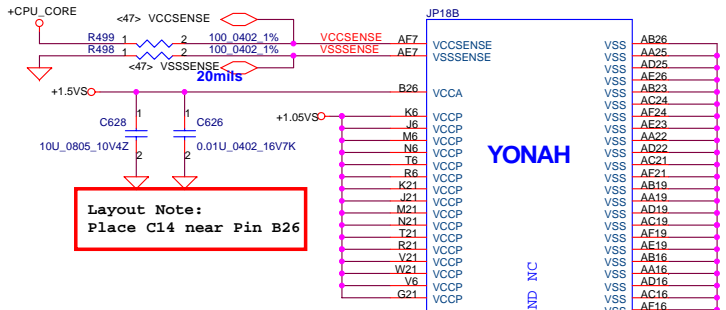 +CPU_CORE
<47> VCCSENSE
JP18B
R499 1 2 100_0402_1% VCCSENSE AF7 VCCSENSE VSS AB26
R498 1 2 100_0402_1% VSSSENSE AE7 VSSSENSE VSS AA25
<47> VSSSENSE
20mils
VSS AD25
VSS AE26
+1.5VS B26 VCCA VSS AB23
VSS AC24
+1.05VS K6 VCCP VSS AF24
C628 1 2 10U_0805_10V4Z
C626 1 2 0.01U_0402_16V7K
J6 VCCP VSS AE23
M6 VCCP VSS AA22
N6 VCCP VSS AD22
T6 VCCP VSS AC21
R6 VCCP VSS AF21
K21 VCCP VSS AB19
J21 VCCP VSS AA19
M21 VCCP VSS AD19
N21 VCCP VSS AC19
T21 VCCP VSS AF19
R21 VCCP VSS AE19
V21 VCCP VSS AB16
W21 VCCP VSS AA16
V6 VCCP VSS AD16
G21 VCCP VSS AC16
VSS AF16
YONAH
ND NC
Layout Note:
Place C14 near Pin B26